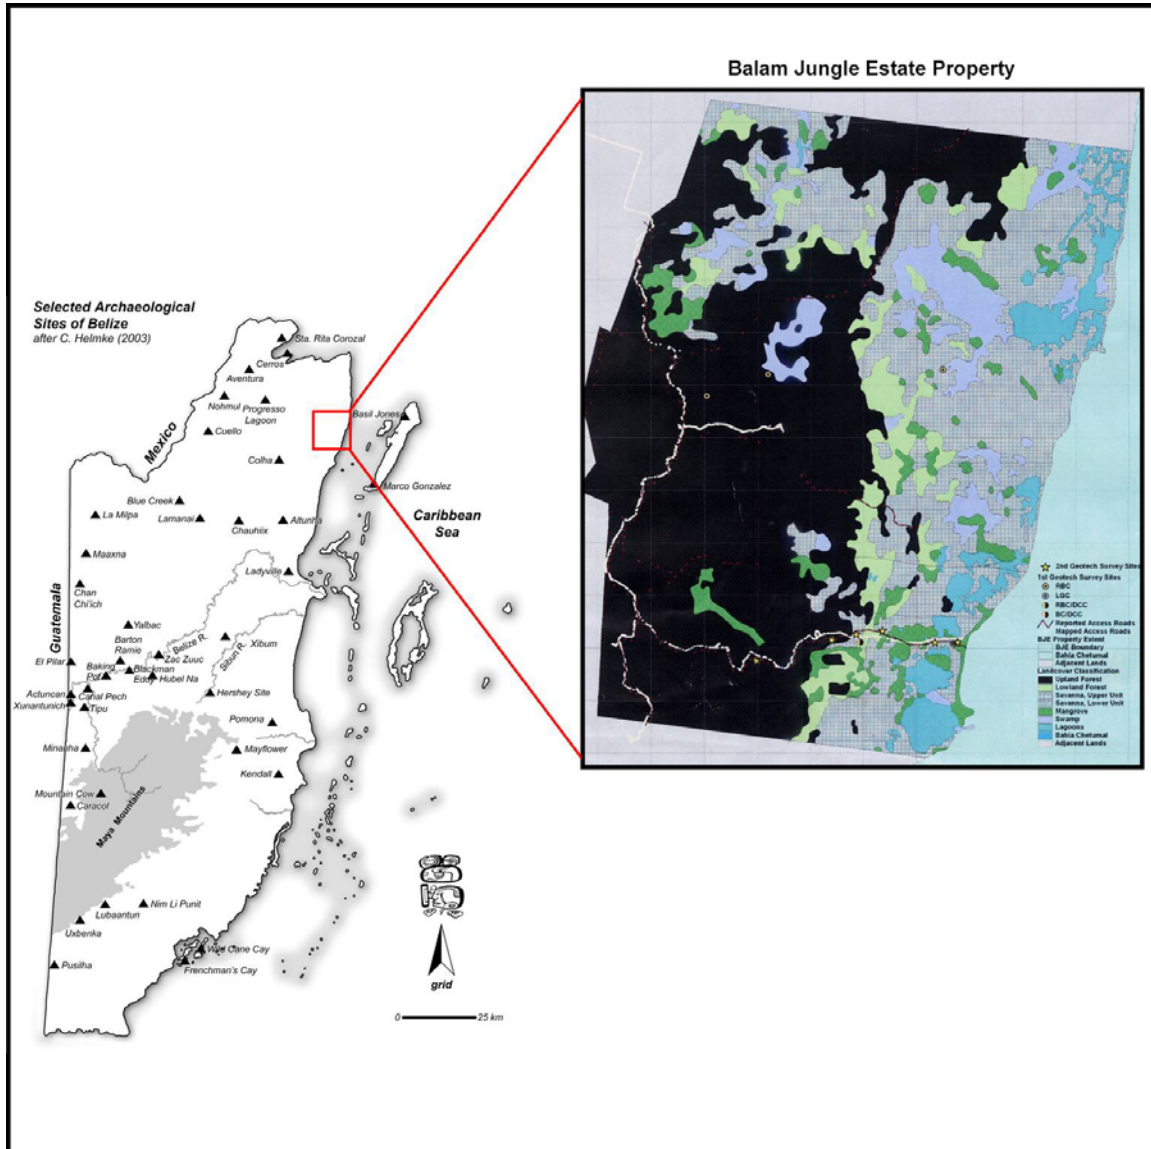 Balam Jungle Estate Property
Selected Archaeological
Sites of Belize
after C. Helmke (2003)
Sta. Rita Corozal
Cerros
Aventura
Nohmul
Progresso
Lagoon
Basil Jones
Cuello
Mexico
Colha
Marco Gonzalez
Blue Creek
La Milpa
Lamanai
Chauhiix
Altunha
Caribbean
Sea
Maaxna
Ladyville
Chan
Chi'ich
Guatemala
Yalbac
Barton
Ramie
Belize R.
Xibum
Sibun R.
El Pilar
Baking
Pot
Zac Zuuc
Blackman
Eddy
Hubel Na
Actuncan
Cahal Pech
Hershey Site
Xunantunich
Tipu
Pomona
Minanha
Mayflower
Kendall
Mountain Cow
Caracol
Maya Mountains
Nim Li Punit
Lubaantun
Uxbenka
Wild Cane Cay
Pusilha
Frenchman's Cay
grid
0
25 km
2nd Geotech Survey Sites
1st Geotech Survey Sites
RBC
LGC
RBC/DCC
BC/DCC
Reported Access Roads
Mapped Access Roads
BJE Property Extent
BJE Boundary
Bahia Chetumal
Adjacent Lands
Landcover Classification
Upland Forest
Lowland Forest
Savanna, Upper Unit
Savanna, Lower Unit
Mangrove
Swamp
Lagoons
Bahia Chetumal
Adjacent Lands